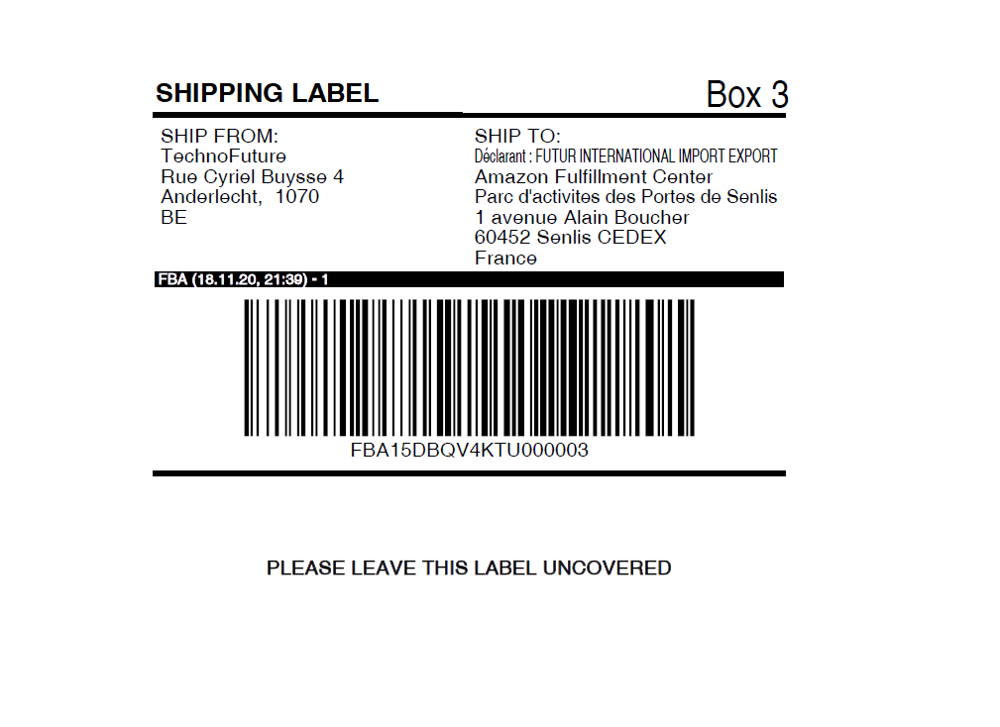 SHIPPING LABEL
Box 3
SHIP FROM:
TechnoFuture
Rue Cyriel Buysse 4
Anderlecht, 1070
BE
SHIP TO:
Déclarant : FUTUR INTERNATIONAL IMPORT EXPORT
Amazon Fulfillment Center
Parc d'activites des Portes de Senlis
1 avenue Alain Boucher
60452 Senlis CEDEX
France
FBA (18.11.20, 21:39) - 1
FBA15DBQV4KTU000003
PLEASE LEAVE THIS LABEL UNCOVERED